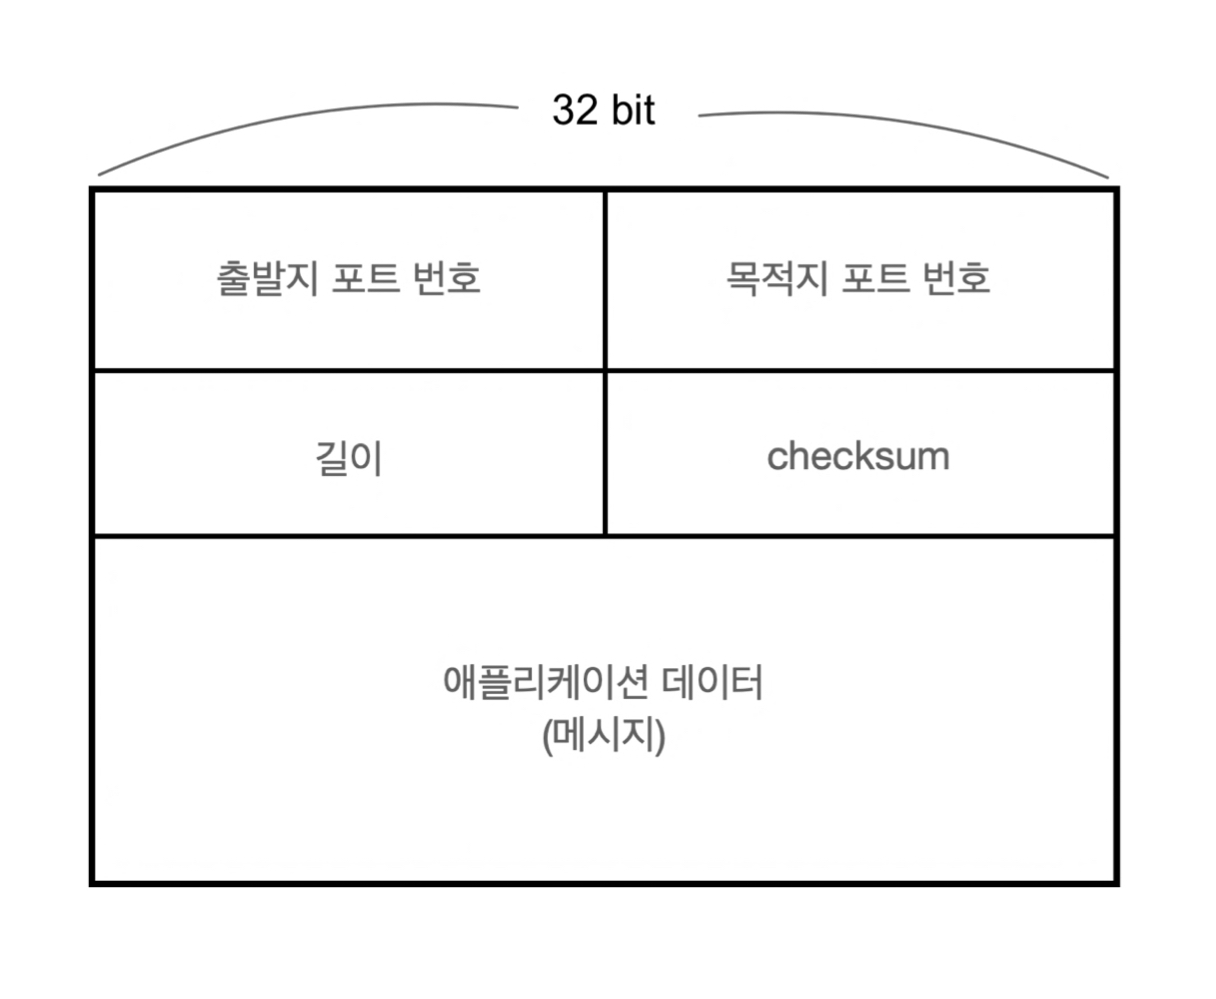 32 bit
출발지 포트 번호
목적지 포트 번호
길이
checksum
애플리케이션 데이터
(메시지)